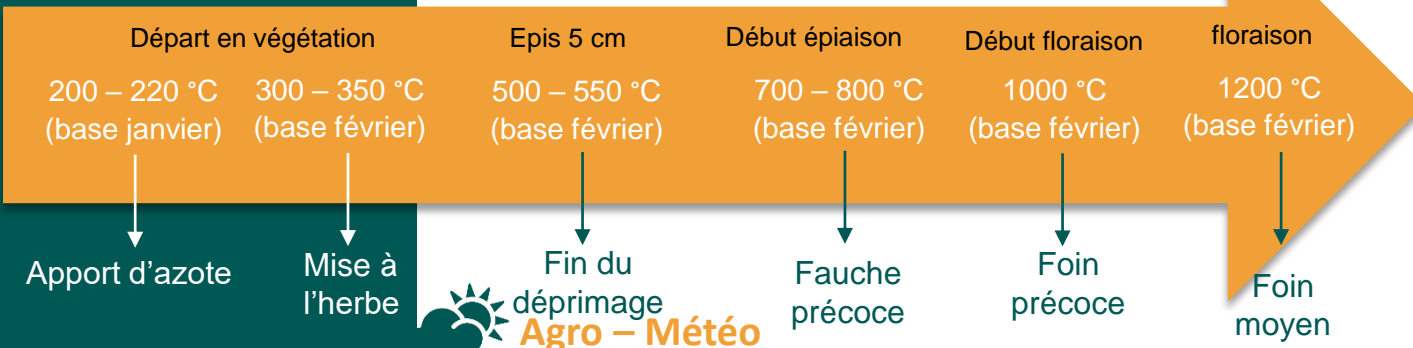 Départ en végétation
Epis 5 cm
Début épiaison
Début floraison
floraison
200 – 220 °C
(base janvier)
300 – 350 °C
(base février)
500 – 550 °C
(base février)
700 – 800 °C
(base février)
1000 °C
(base février)
1200 °C
(base février)
Apport d’azote
Mise à
l’herbe
Fin du
déprimage
Fauche
précoce
Foin
précoce
Foin
moyen
Agro – Météo